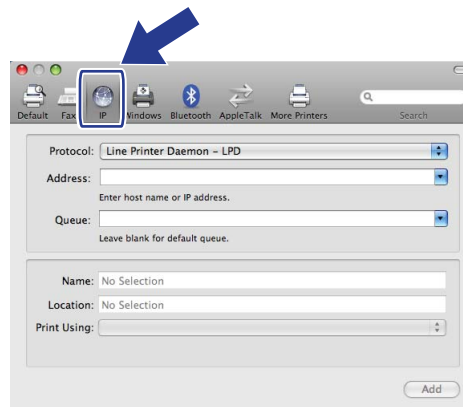 Default Fax IP Windows Bluetooth AppleTalk More Printers Search
Protocol: Line Printer Daemon – LPD
Address:
Enter host name or IP address.
Queue:
Leave blank for default queue.
Name: No Selection
Location: No Selection
Print Using:
Add